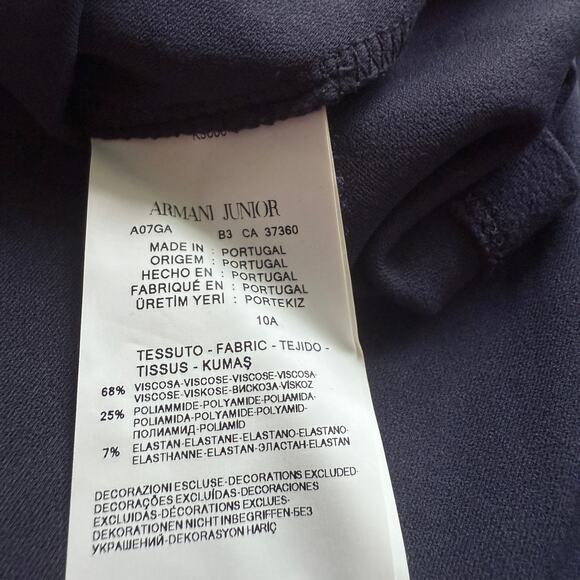 ARMANI JUNIOR
A07GA B3 CA 37360
MADE IN : PORTUGAL
ORIGEM : PORTUGAL
HECHO EN : PORTUGAL
FABRIQUÉ EN : PORTUGAL
ÜRETİM YERİ : PORTEKIZ
10A
TESSUTO - FABRIC - TEJIDO -
TISSUS - KUMAŞ
68% VISCOSA-VISCOSE-VISCOSE-VISCOSA-
VISCOSE-VISKOSE-ВИСКОЗА-VİSKOZ
25% POLIAMMIDE-POLYAMIDE-POLIAMIDA-
POLIAMIDA-POLYAMIDE-POLYAMID-
ПОЛИАМИД-POLIAMID
7% ELASTAN-ELASTANE-ELASTANO-ELASTANO-
ELASTHANNE-ELASTAN-ЭЛАСТАН-ELASTAN
DECORAZIONI ESCLUSE-DECORATIONS EXCLUDED-
DECORAÇÕES EXCLUÍDAS-DECORACIONES
EXCLUIDAS-DÉCORATIONS EXCLUES-
DEKORATIONEN NICHT INBEGRIFFEN-БЕЗ
УКРАШЕНИЙ-DEKORASYON HARİÇ